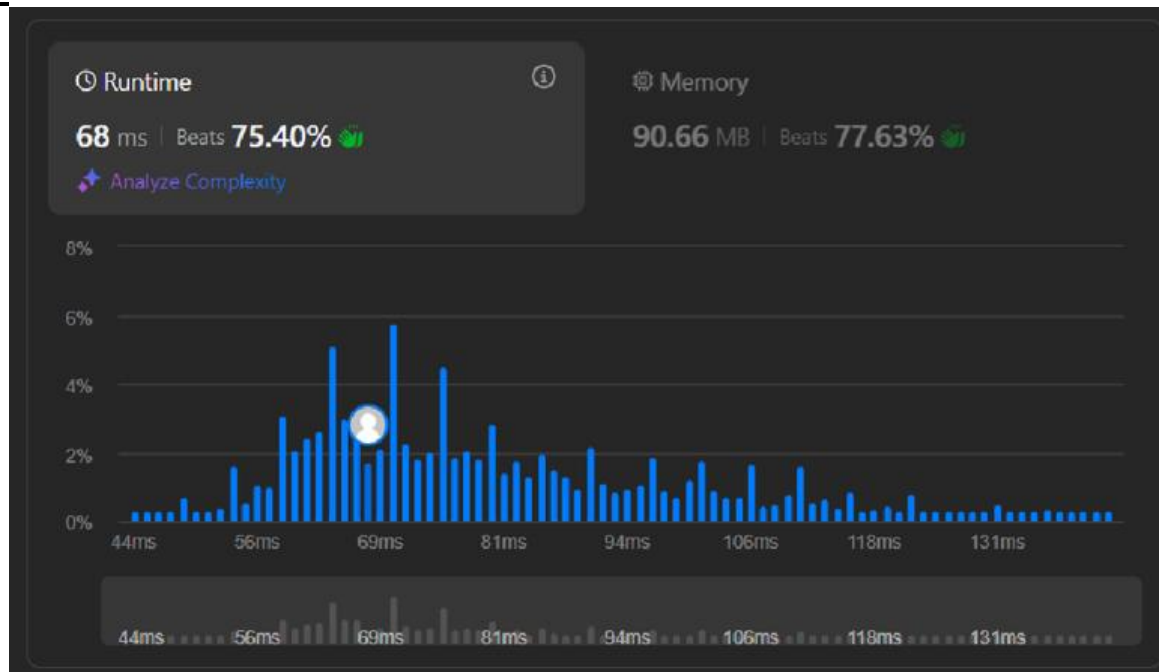 Runtime
68 ms | Beats 75.40%
Analyze Complexity
Memory
90.66 MB | Beats 77.63%
8%
6%
4%
2%
0%
44ms 56ms 69ms 81ms 94ms 106ms 118ms 131ms
44ms 56ms 69ms 81ms 94ms 106ms 118ms 131ms